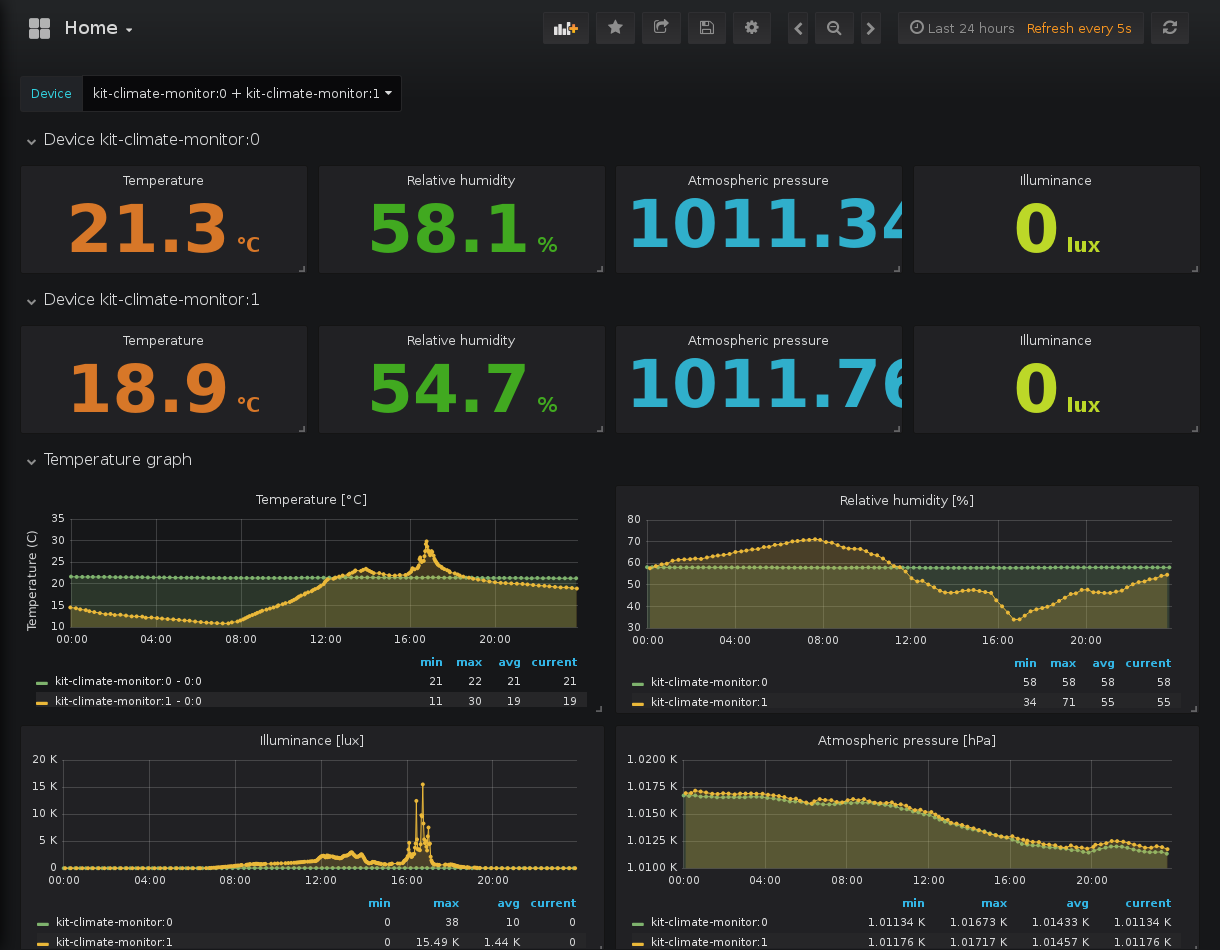 Home
Last 24 hours Refresh every 5s
Device kit-climate-monitor:0 + kit-climate-monitor:1
Device kit-climate-monitor:0
Temperature Relative humidity Atmospheric pressure Illuminance
21.3 °C 58.1 % 1011.34 0 lux
Device kit-climate-monitor:1
Temperature Relative humidity Atmospheric pressure Illuminance
18.9 °C 54.7 % 1011.76 0 lux
Temperature graph
Temperature [°C]
Temperature (C)
35
30
25
20
15
10
00:00 04:00 08:00 12:00 16:00 20:00
min max avg current
kit-climate-monitor:0 - 0:0 21 22 21 21
kit-climate-monitor:1 - 0:0 11 30 19 19
Relative humidity [%]
80
70
60
50
40
30
00:00 04:00 08:00 12:00 16:00 20:00
min max avg current
kit-climate-monitor:0 58 58 58 58
kit-climate-monitor:1 34 71 55 55
Illuminance [lux]
20 K
15 K
10 K
5 K
0
00:00 04:00 08:00 12:00 16:00 20:00
min max avg current
kit-climate-monitor:0 0 38 10 0
kit-climate-monitor:1 0 15.49 K 1.44 K 0
Atmospheric pressure [hPa]
1.0200 K
1.0175 K
1.0150 K
1.0125 K
1.0100 K
00:00 04:00 08:00 12:00 16:00 20:00
min max avg current
kit-climate-monitor:0 1.01134 K 1.01673 K 1.01433 K 1.01134 K
kit-climate-monitor:1 1.01176 K 1.01717 K 1.01457 K 1.01176 K